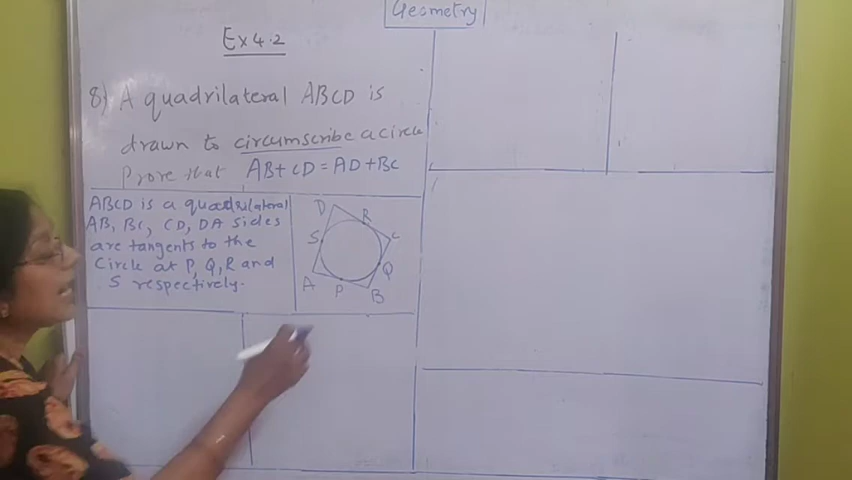 Geometry
Ex 4.2
8) A quadrilateral ABCD is
drawn to circumscribe a circle
Prove that AB+CD=AD+BC
ABCD is a quadrilateral
AB, BC, CD, DA sides
are tangents to the
Circle at P, Q, R and
S respectively.
D
R
S
C
Q
A
P
B